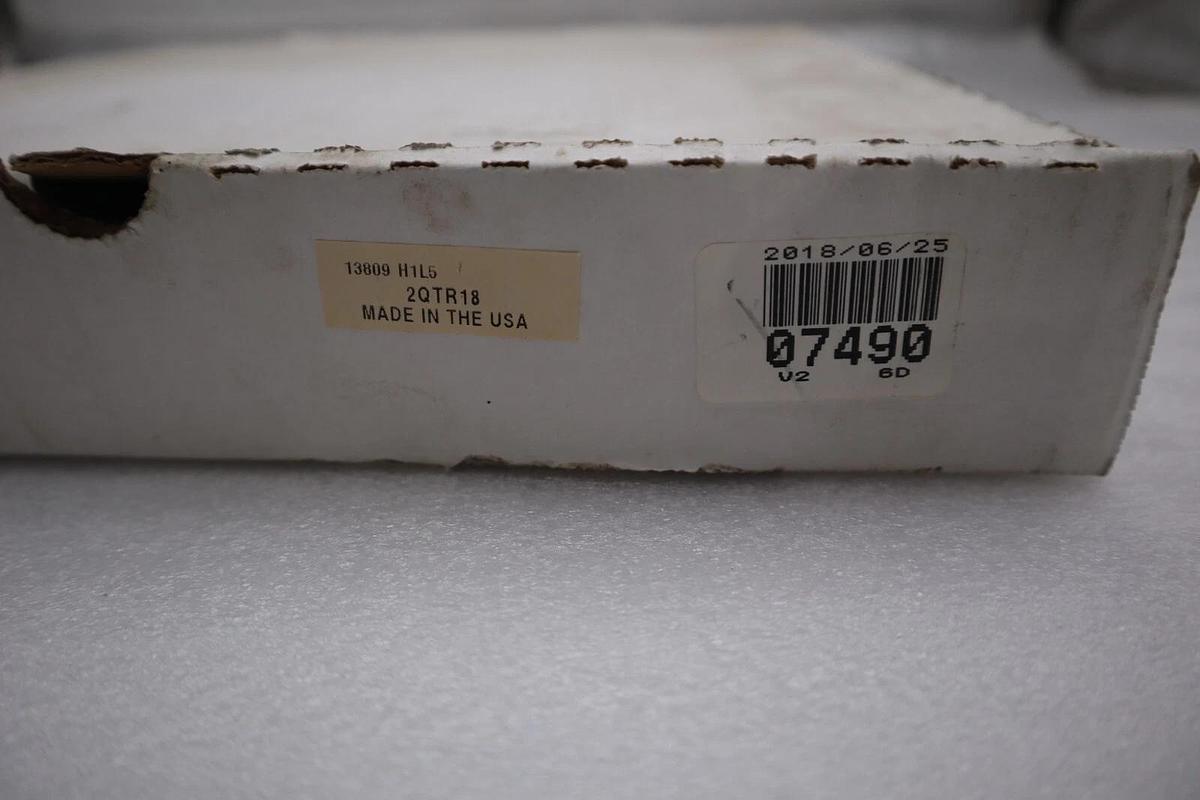 13809 H1L5
2QTR18
MADE IN THE USA
2018/06/25
07490
V2 6D